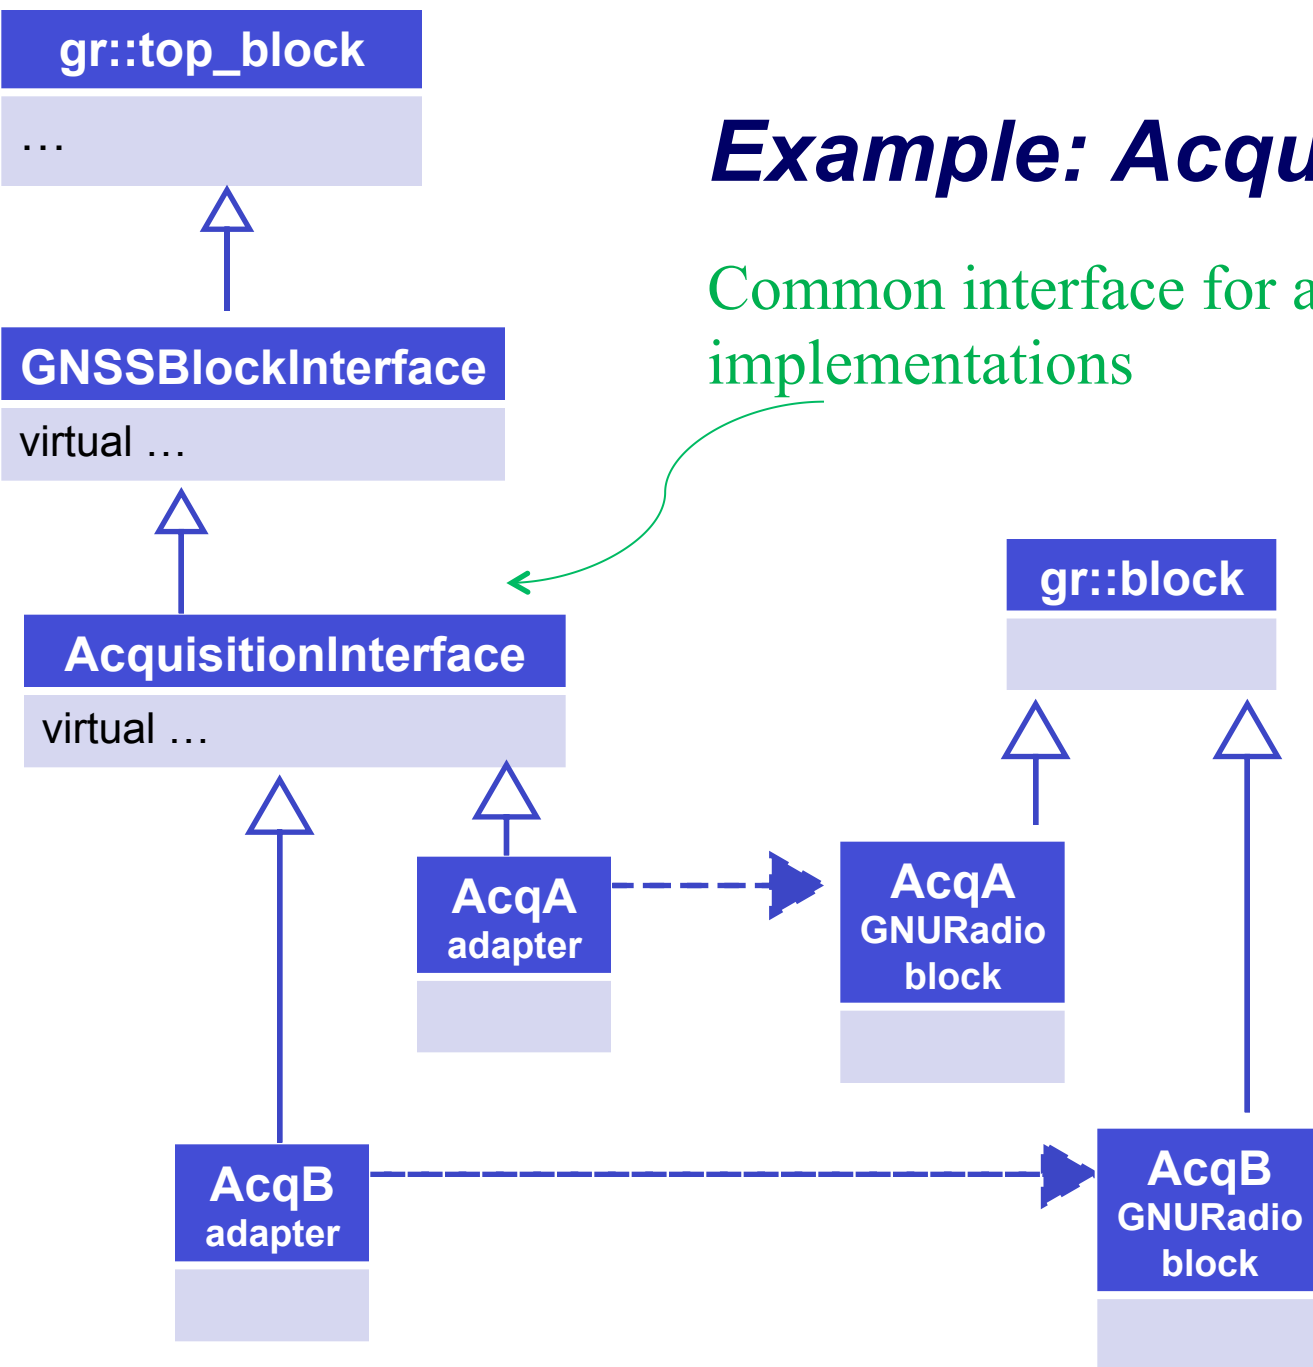 gr::top_block
…
Example: Acqu
Common interface for a
implementations
GNSSBlockInterface
virtual …
gr::block
AcquisitionInterface
virtual …
AcqA
adapter
AcqA
GNURadio
block
AcqB
adapter
AcqB
GNURadio
block